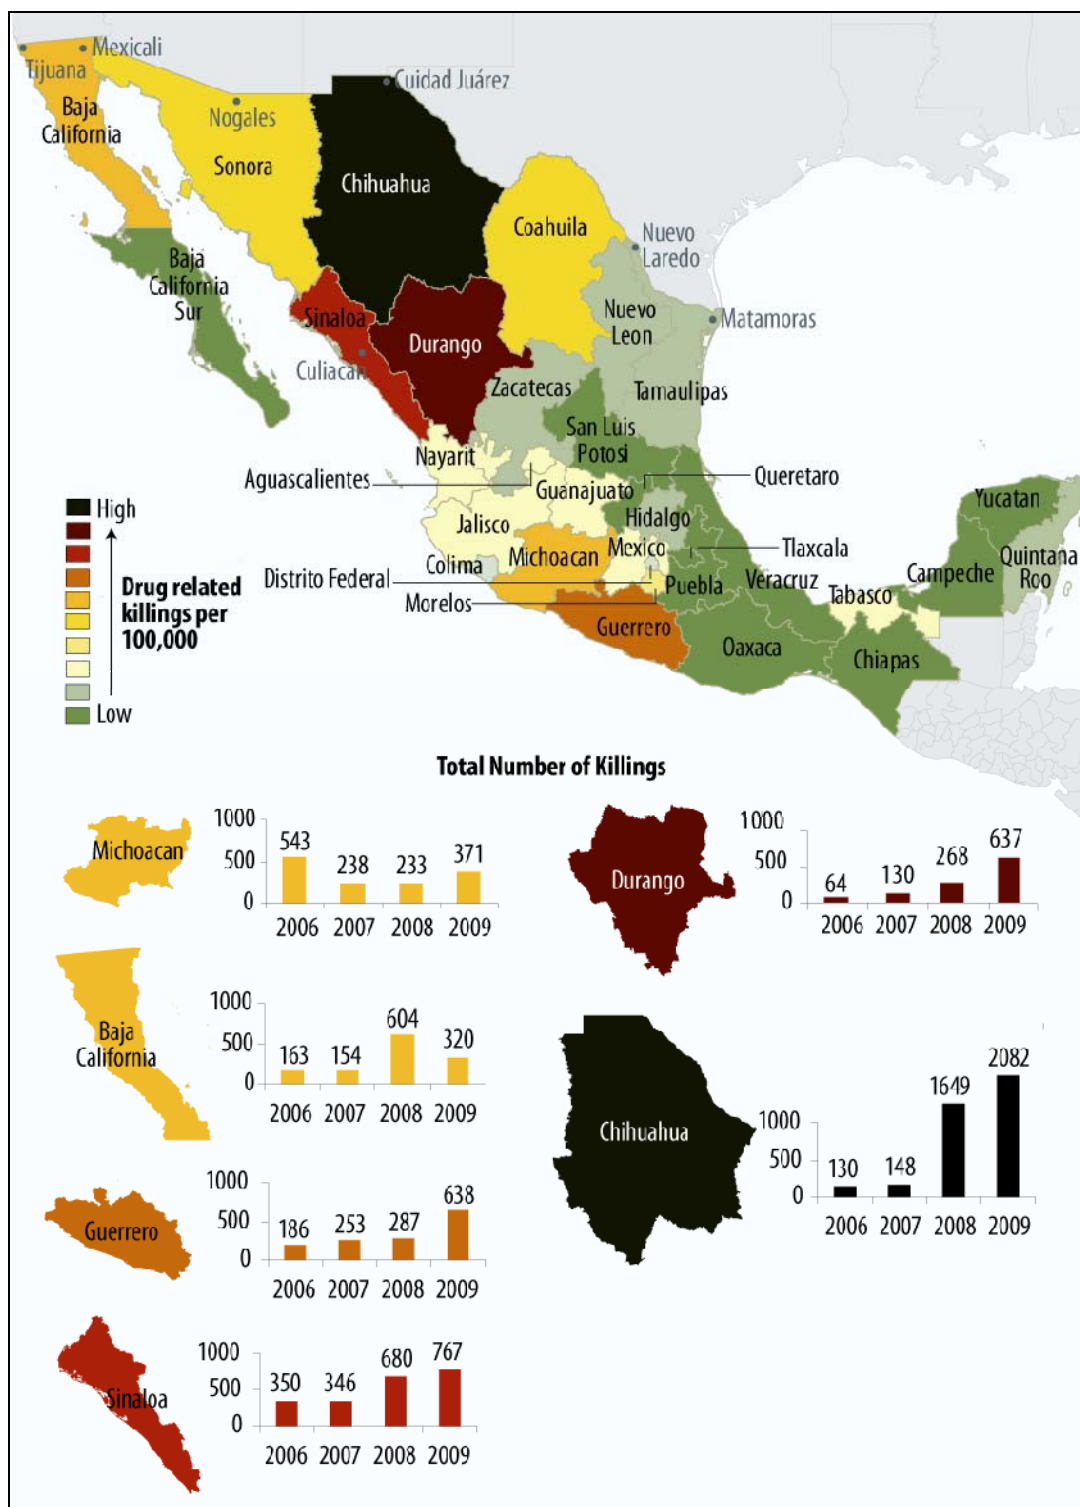 Mexicali
Tijuana
Cuidad Juárez
Baja
California
Nogales
Sonora
Chihuahua
Coahuila
Nuevo
Laredo
Baja
California
Sur
Sinaloa
Durango
Nuevo
Leon
Matamoras
Culiacan
Zacatecas
Tamaulipas
San Luis
Potosi
Nayarit
Aguascalientes
Queretaro
Guanajuato
Yucatan
High
Jalisco
Hidalgo
Michoacan
Mexico
Tlaxcala
Quintana
Roo
Colima
Distrito Federal
Campeche
Drug related
killings per
100,000
Puebla
Veracruz
Tabasco
Morelos
Guerrero
Oaxaca
Chiapas
Low
Total Number of Killings
Michoacan
1000
500
0
543
238
233
371
2006 2007 2008 2009
Durango
1000
500
0
64
130
268
637
2006 2007 2008 2009
Baja
California
1000
500
0
163
154
604
320
2006 2007 2008 2009
Chihuahua
1000
500
0
130
148
1649
2082
2006 2007 2008 2009
Guerrero
1000
500
0
186
253
287
638
2006 2007 2008 2009
Sinaloa
1000
500
0
350
346
680
767
2006 2007 2008 2009